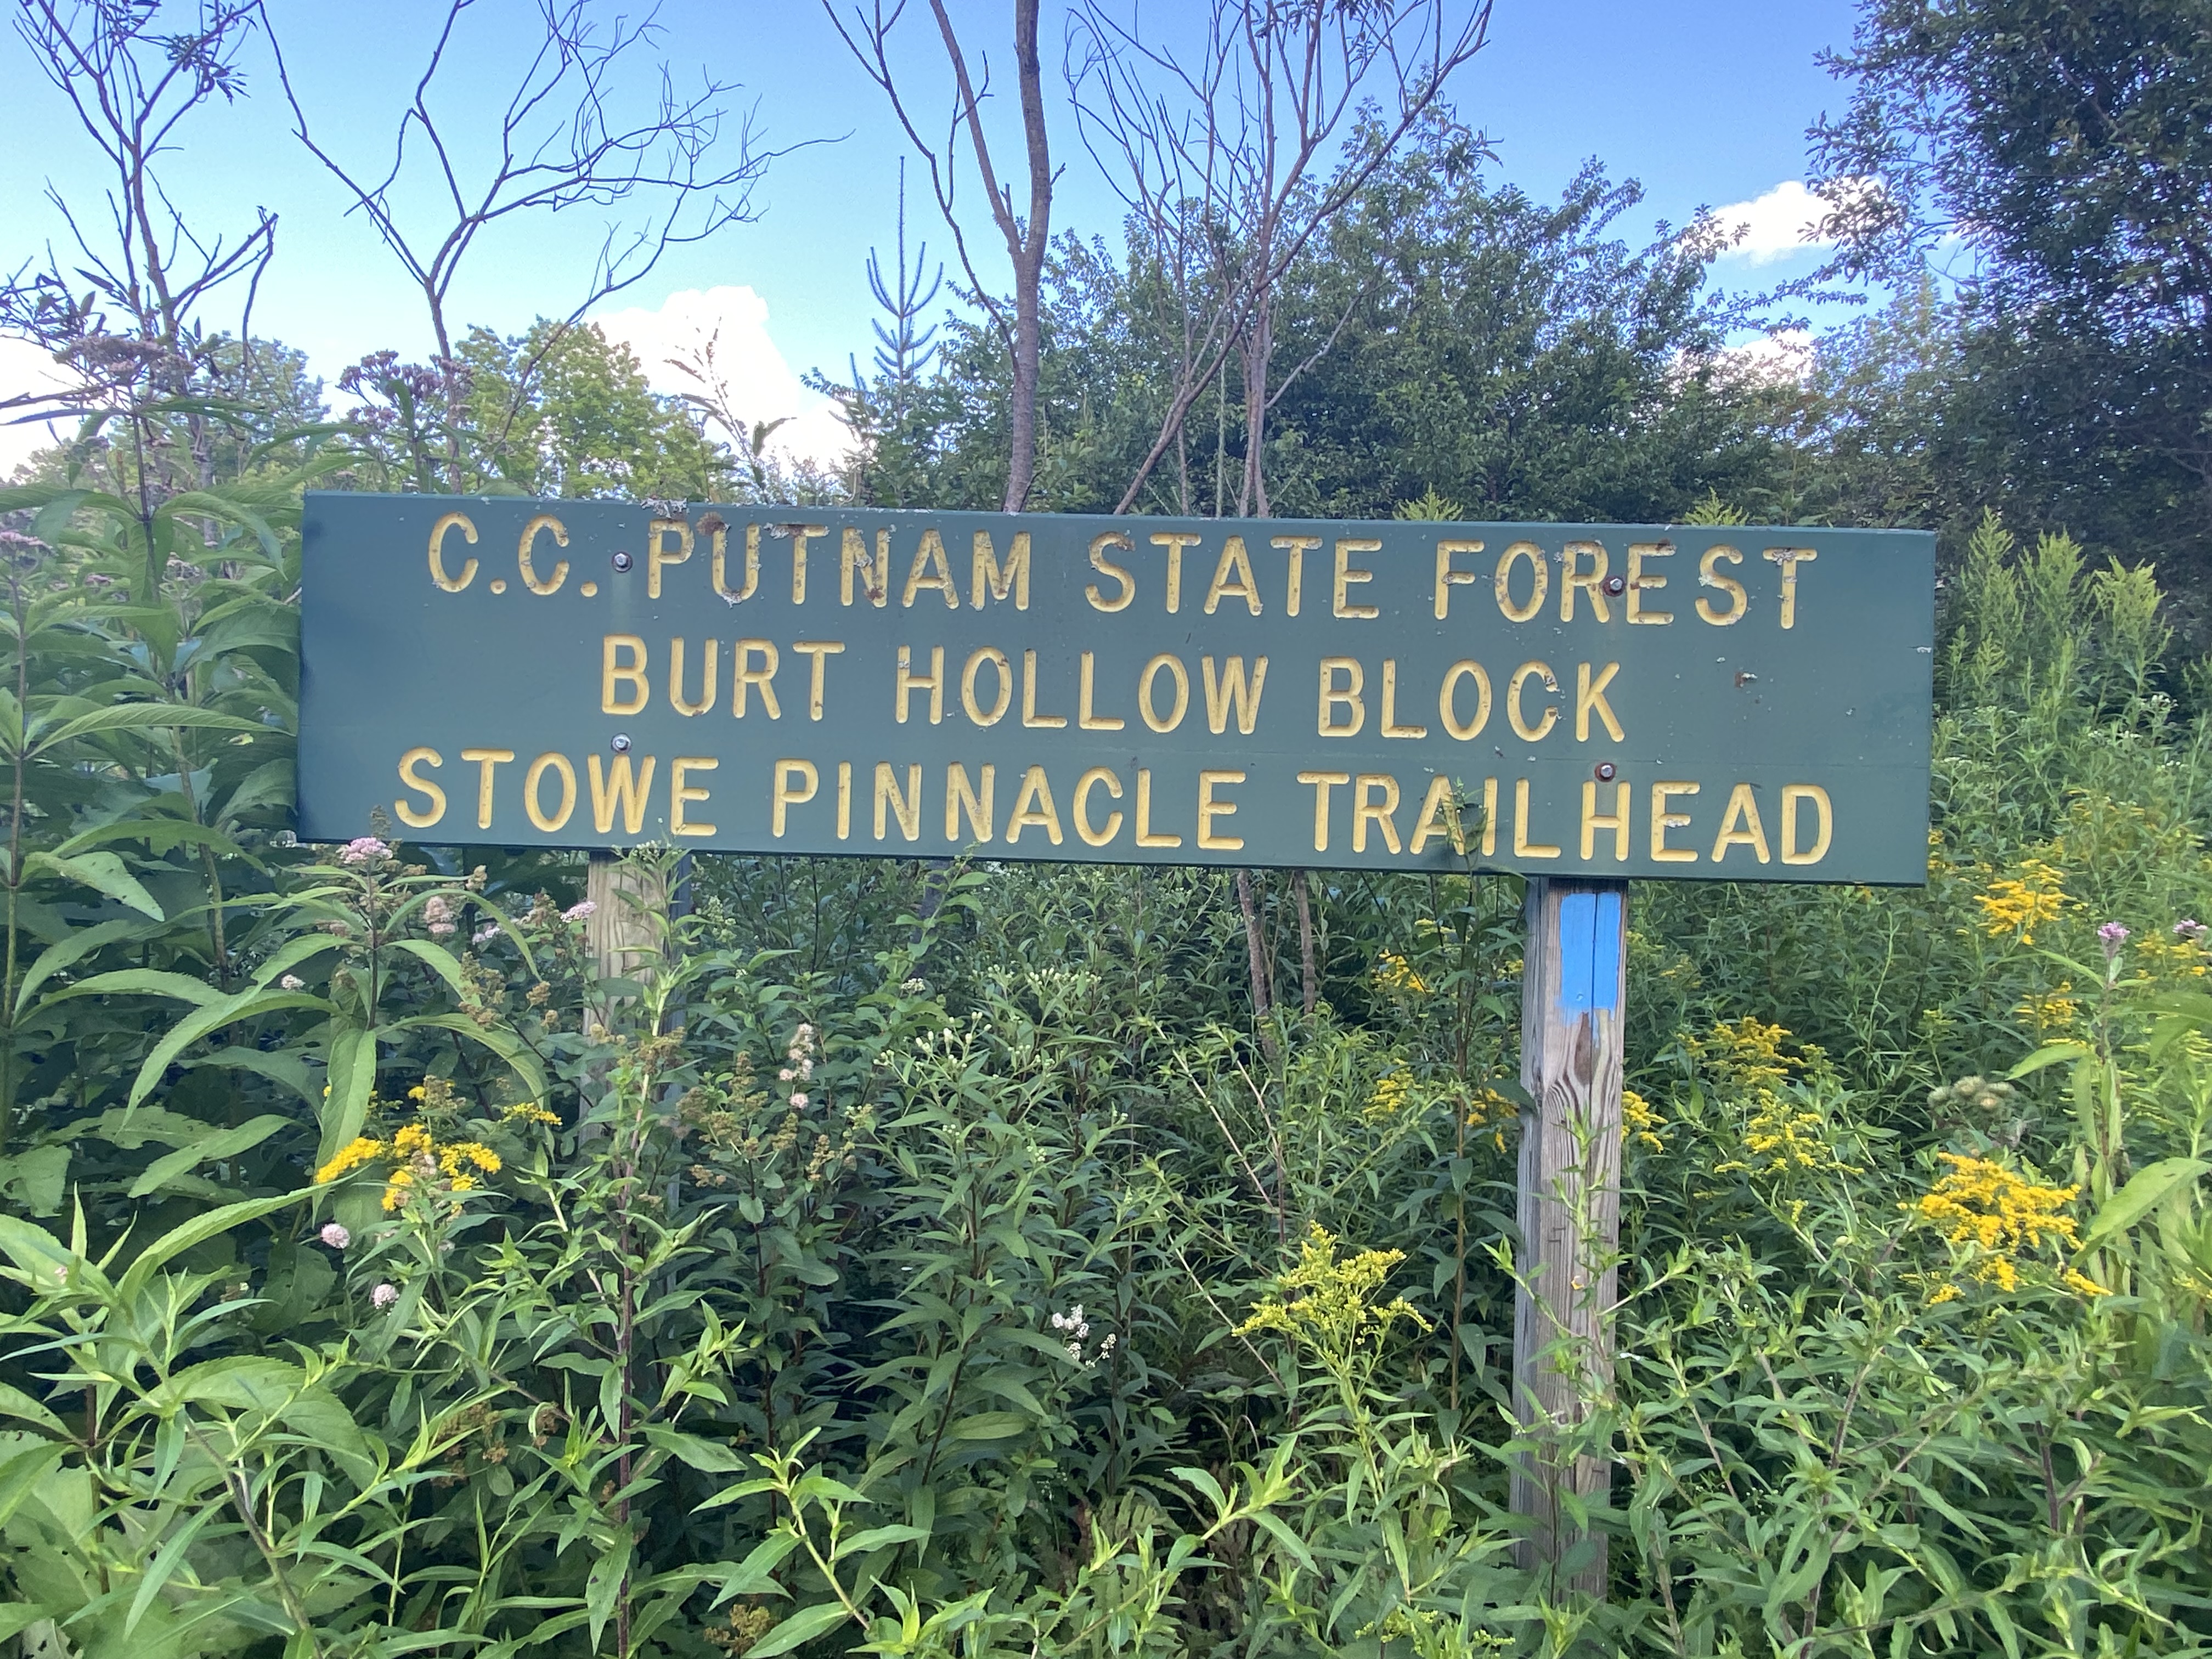 C.C. PUTNAM STATE FOREST
BURT HOLLOW BLOCK
STOWE PINNACLE TRAILHEAD